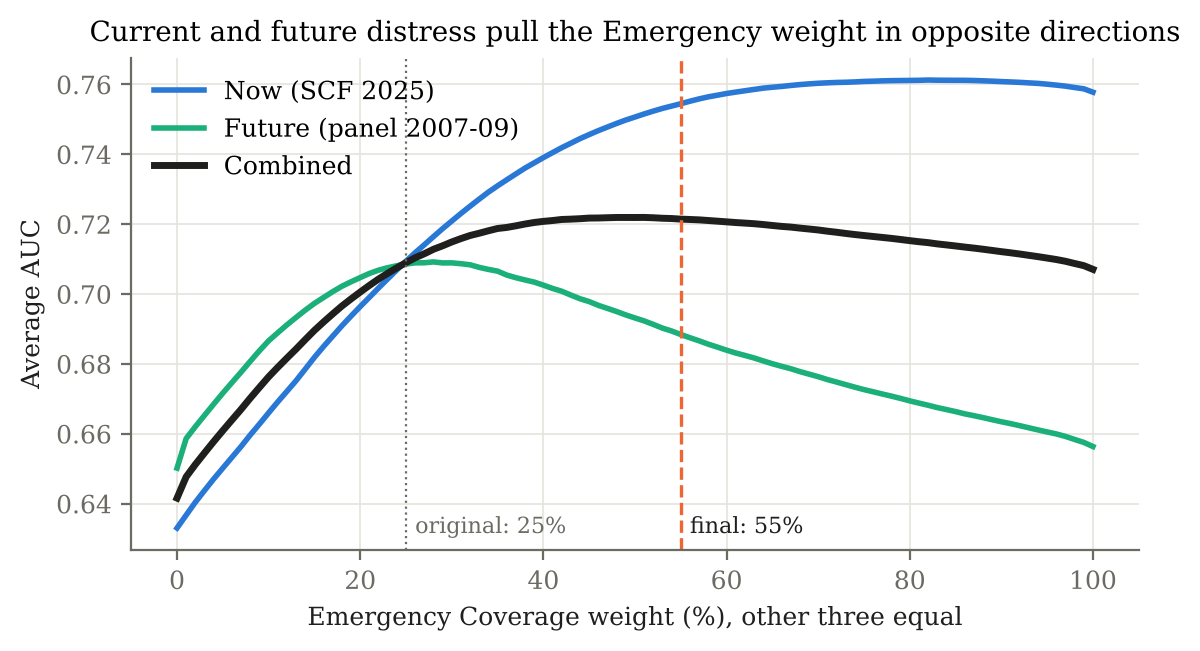 Current and future distress pull the Emergency weight in opposite directions
Now (SCF 2025)
Future (panel 2007-09)
Combined
0.76
0.74
0.72
0.70
0.68
0.66
0.64
Average AUC
original: 25%
final: 55%
0 20 40 60 80 100
Emergency Coverage weight (%), other three equal